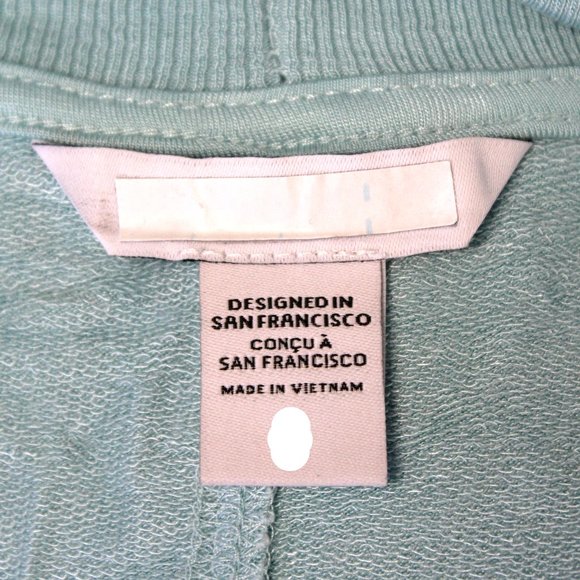 DESIGNED IN
SAN FRANCISCO
CONÇU À
SAN FRANCISCO
MADE IN VIETNAM